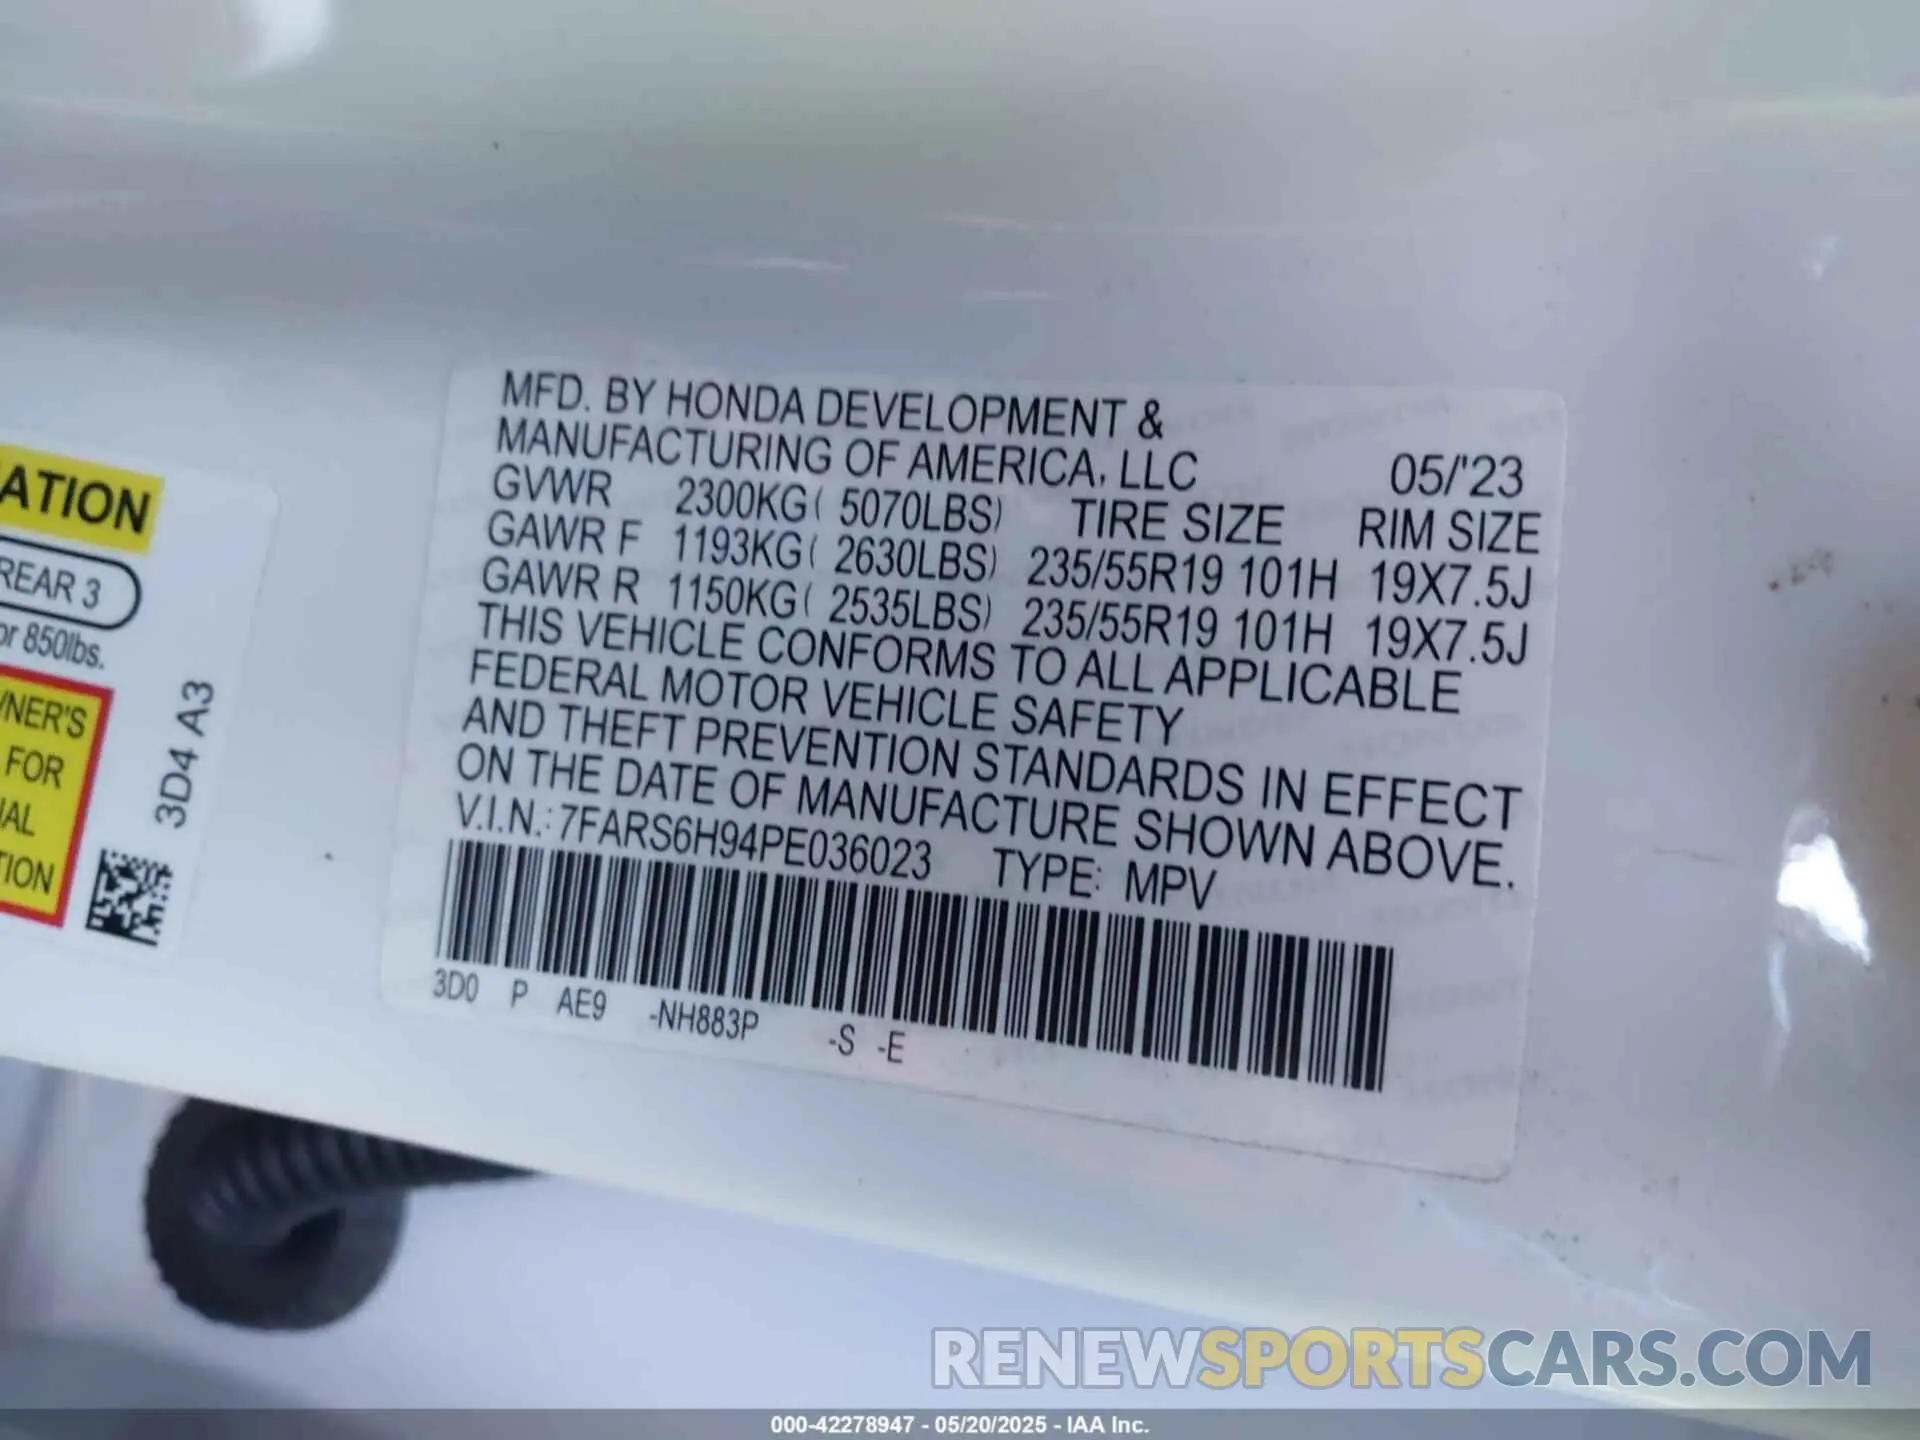 MFD. BY HONDA DEVELOPMENT &
MANUFACTURING OF AMERICA, LLC 05/'23
GVWR 2300KG( 5070LBS) TIRE SIZE RIM SIZE
GAWR F 1193KG( 2630LBS) 235/55R19 101H 19X7.5J
GAWR R 1150KG( 2535LBS) 235/55R19 101H 19X7.5J
THIS VEHICLE CONFORMS TO ALL APPLICABLE
FEDERAL MOTOR VEHICLE SAFETY
AND THEFT PREVENTION STANDARDS IN EFFECT
ON THE DATE OF MANUFACTURE SHOWN ABOVE.
V.I.N.: 7FARS6H94PE036023 TYPE: MPV
3D0 P AE9 -NH883P -S -E
ATION
REAR 3
or 850lbs.
NER'S
FOR
IAL
TION
3D4 A3
RENEWSPORTSCARS.COM
000-42278947 - 05/20/2025 - IAA Inc.